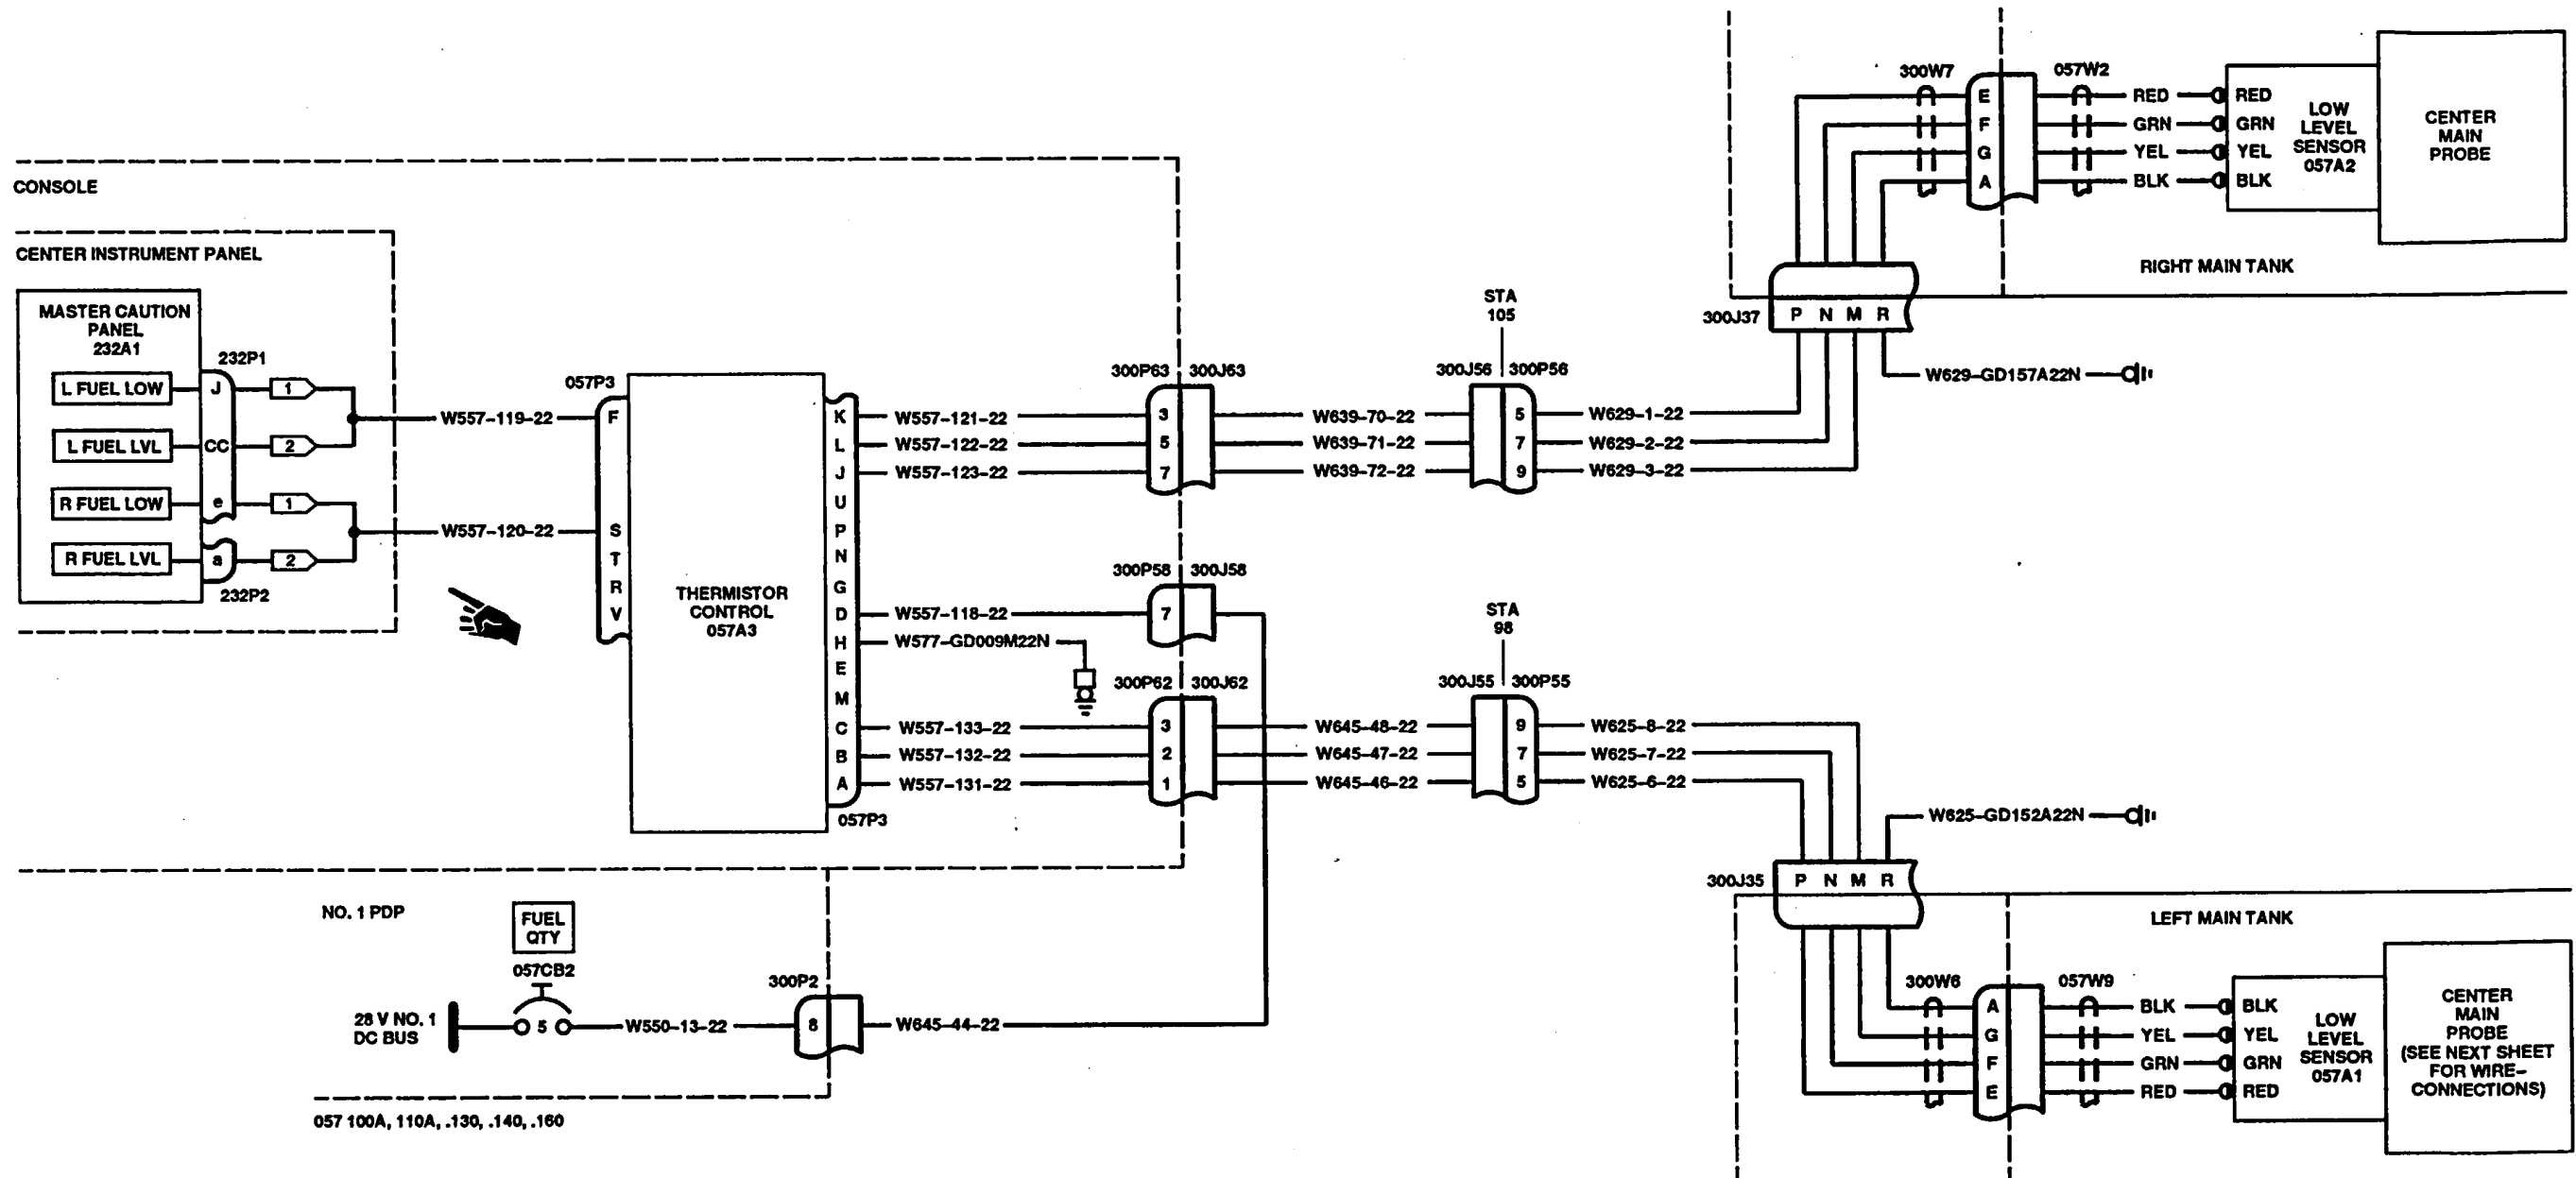 CONSOLE
CENTER INSTRUMENT PANEL
MASTER CAUTION
PANEL
232A1
232P1
L FUEL LOW
J
1
L FUEL LVL
CC
2
R FUEL LOW
e
1
R FUEL LVL
a
2
232P2
W557-119-22
W557-120-22
057P3
F
S
T
R
V
THERMISTOR
CONTROL
057A3
K
L
J
U
P
N
G
D
H
E
M
C
B
A
057P3
W557-121-22
W557-122-22
W557-123-22
W557-118-22
W577-GD009M22N
W557-133-22
W557-132-22
W557-131-22
300P63
300J63
3
5
7
300P58
300J58
7
300P62
300J62
3
2
1
W639-70-22
W639-71-22
W639-72-22
W645-48-22
W645-47-22
W645-46-22
STA
105
300J56
300P56
5
7
9
STA
98
300J55
300P55
9
7
5
W629-1-22
W629-2-22
W629-3-22
W625-8-22
W625-7-22
W625-6-22
300J37
P N M R
W629-GD157A22N
300W7
E
F
G
A
057W2
RED
GRN
YEL
BLK
RED
GRN
YEL
BLK
LOW
LEVEL
SENSOR
057A2
CENTER
MAIN
PROBE
RIGHT MAIN TANK
W625-GD152A22N
300J35
P N M R
LEFT MAIN TANK
300W6
A
G
F
E
057W9
BLK
YEL
GRN
RED
BLK
YEL
GRN
RED
LOW
LEVEL
SENSOR
057A1
CENTER
MAIN
PROBE
(SEE NEXT SHEET
FOR WIRE-
CONNECTIONS)
NO. 1 PDP
FUEL
QTY
057CB2
28 V NO. 1
DC BUS
5
W550-13-22
300P2
8
W645-44-22
057 100A, 110A, .130, .140, .160